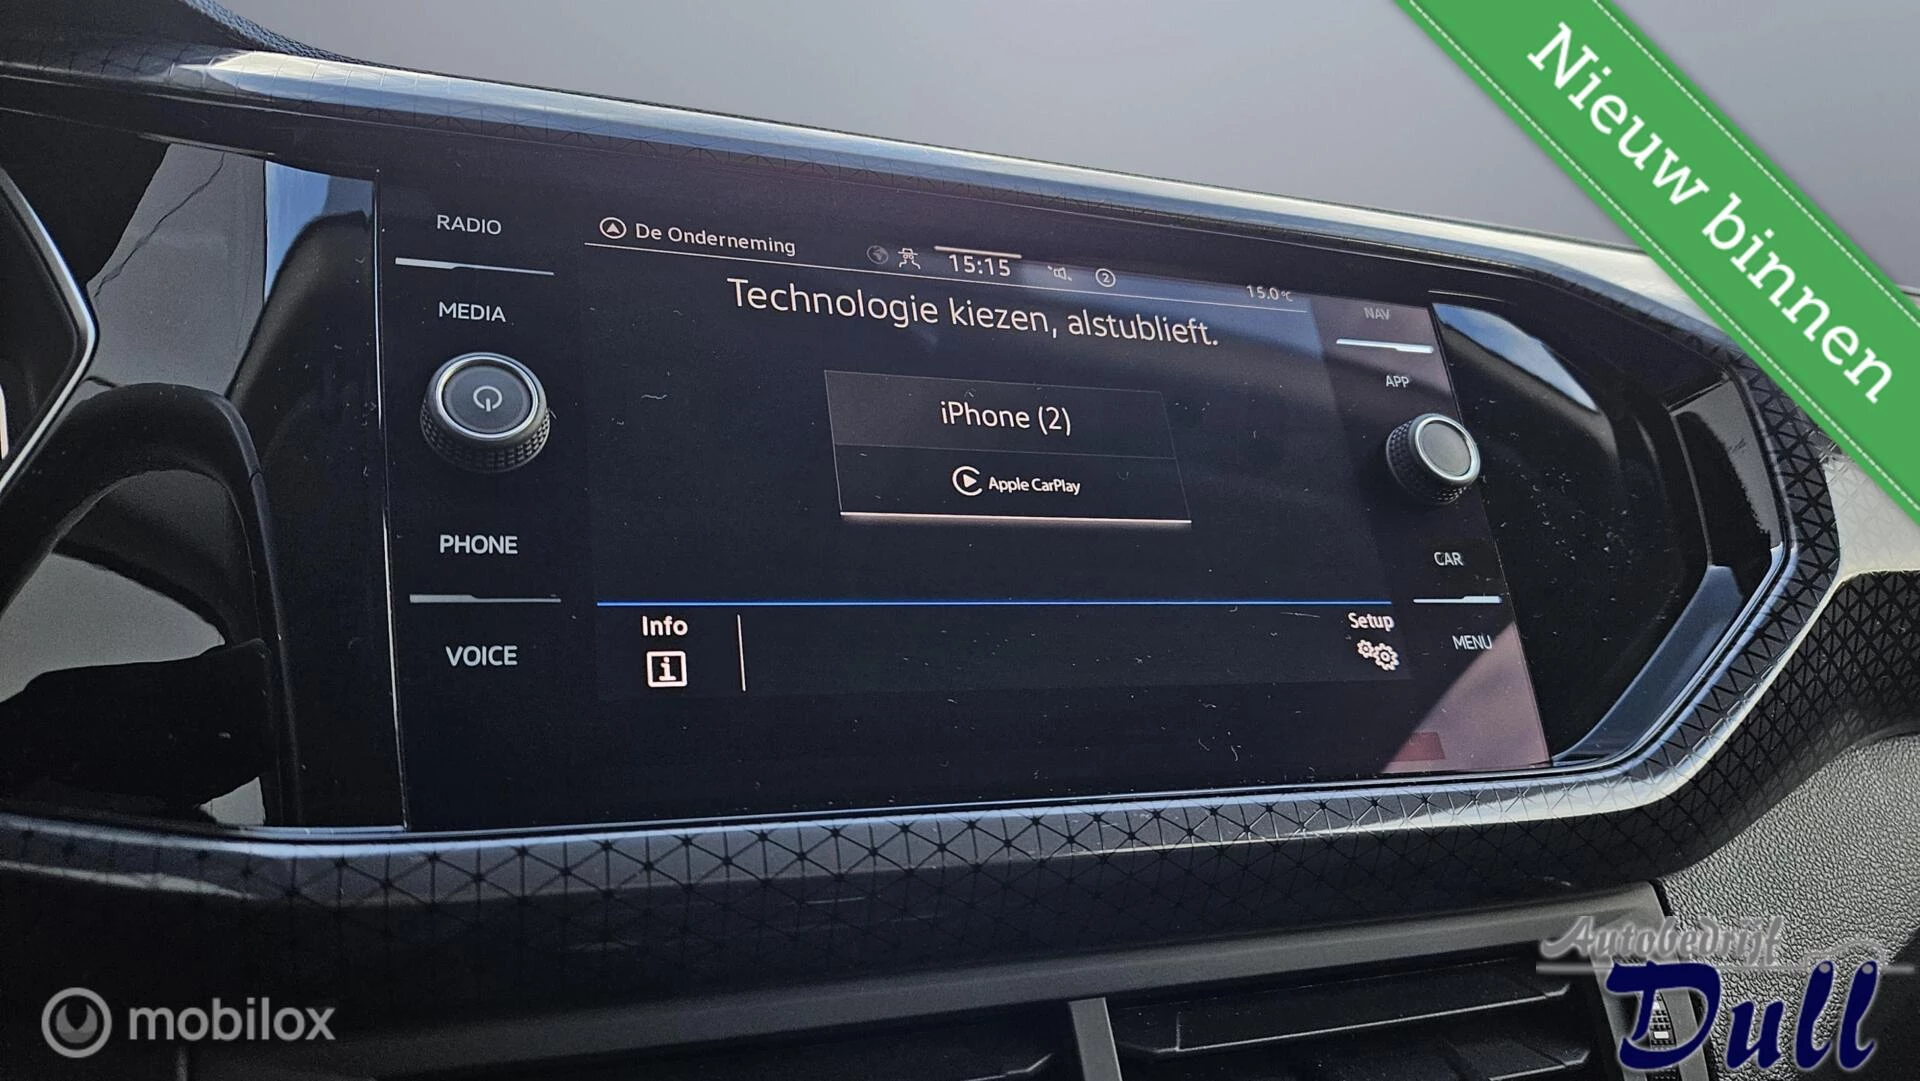 Nieuw binnen
RADIO
MEDIA
PHONE
VOICE
De Onderneming
15:15
2
15.0°C
Technologie kiezen, alstublieft.
iPhone (2)
Apple CarPlay
Info
i
Setup
NAV
APP
CAR
MENU
mobilox
Autobedrijf
Dull